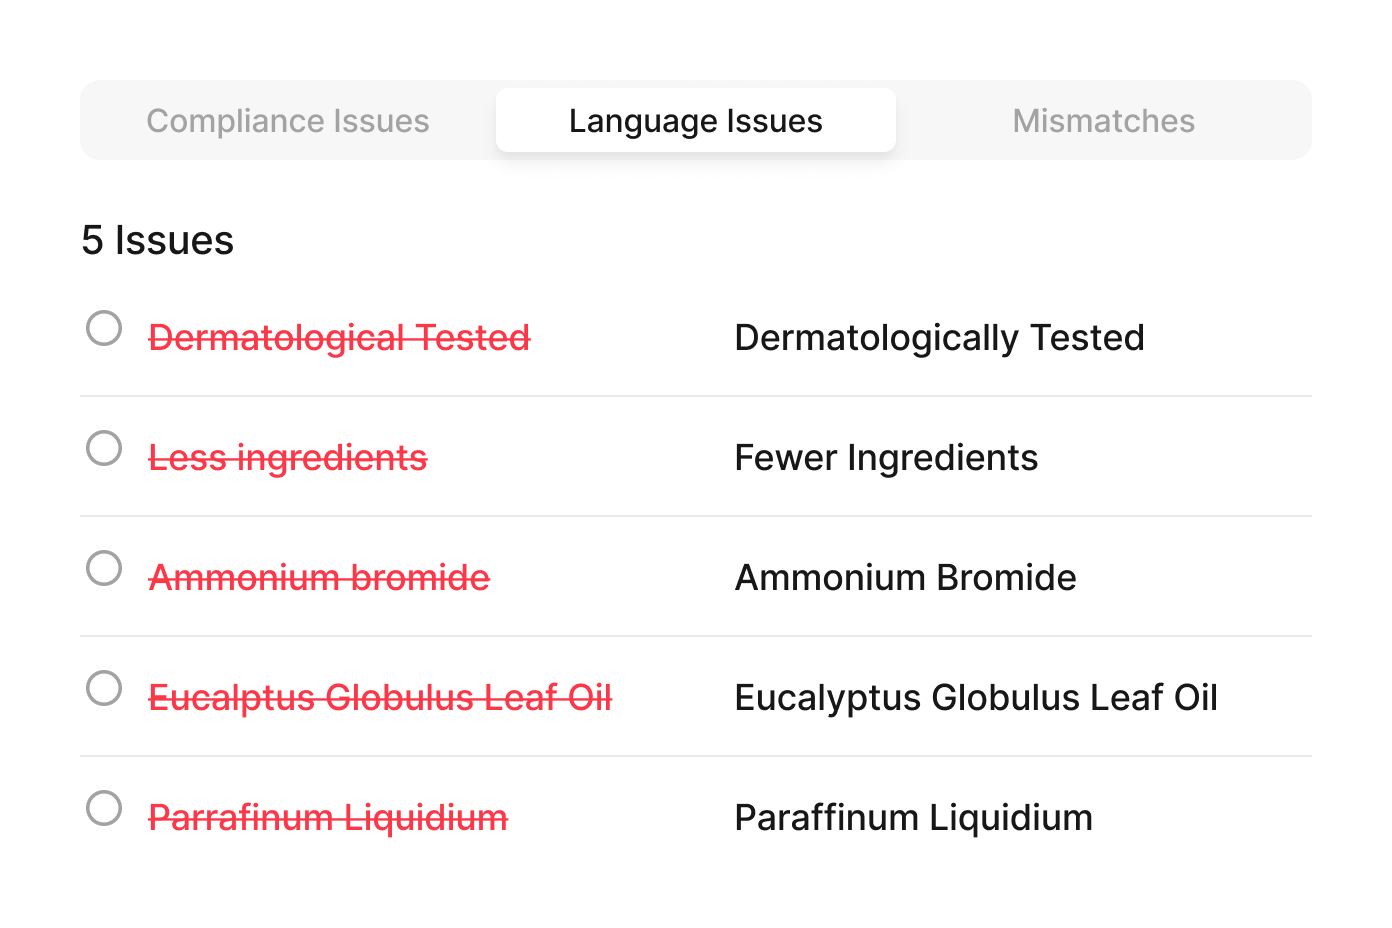 Compliance Issues Language Issues Mismatches
5 Issues
Dermatological Tested Dermatologically Tested
Less ingredients Fewer Ingredients
Ammonium bromide Ammonium Bromide
Eucalptus Globulus Leaf Oil Eucalyptus Globulus Leaf Oil
Parrafinum Liquidium Paraffinum Liquidium